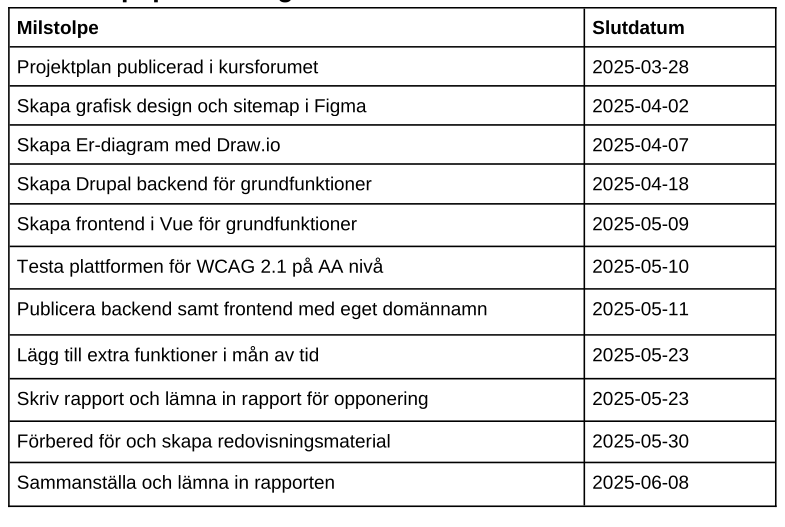 Milstolpe Slutdatum
Projektplan publicerad i kursforumet 2025-03-28
Skapa grafisk design och sitemap i Figma 2025-04-02
Skapa Er-diagram med Draw.io 2025-04-07
Skapa Drupal backend för grundfunktioner 2025-04-18
Skapa frontend i Vue för grundfunktioner 2025-05-09
Testa plattformen för WCAG 2.1 på AA nivå 2025-05-10
Publicera backend samt frontend med eget domännamn 2025-05-11
Lägg till extra funktioner i mån av tid 2025-05-23
Skriv rapport och lämna in rapport för opponering 2025-05-23
Förbered för och skapa redovisningsmaterial 2025-05-30
Sammanställa och lämna in rapporten 2025-06-08